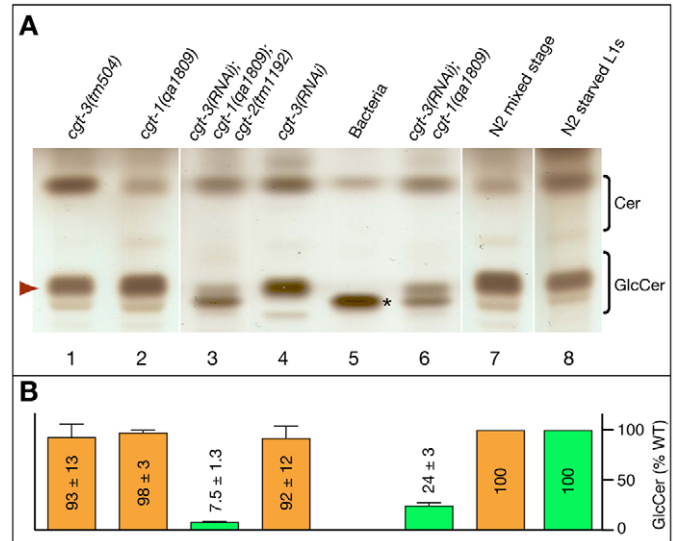 A
cgt-3(tm504)
cgt-1(qa1809)
cgt-3(RNAi);
cgt-1(qa1809);
cgt-2(tm1192)
cgt-3(RNAi)
Bacteria
cgt-3(RNAi);
cgt-1(qa1809)
N2 mixed stage
N2 starved L1s
Cer
GlcCer
*
1 2 3 4 5 6 7 8
B
93 ± 13
98 ± 3
7.5 ± 1.3
92 ± 12
24 ± 3
100
100
100
50
0
GlcCer (% WT)